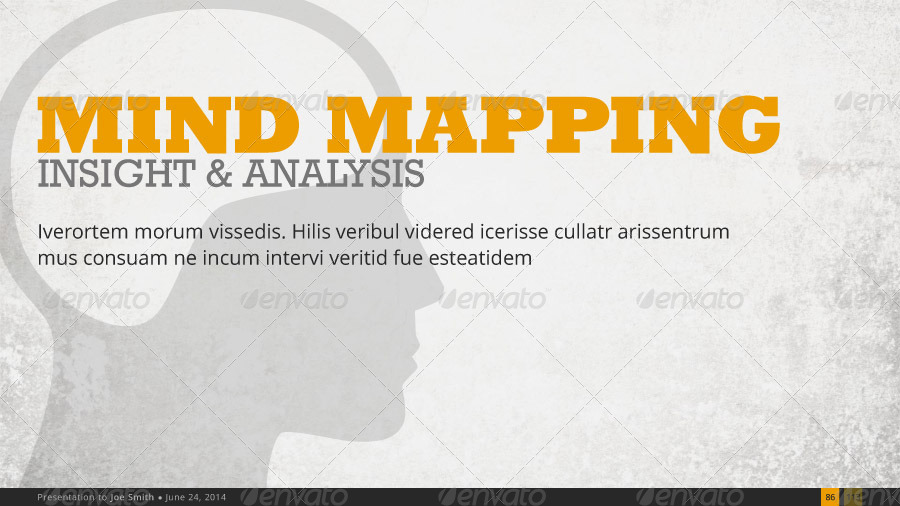 MIND MAPPING
INSIGHT & ANALYSIS
Iverortem morum vissedis. Hilis veribul videred icerisse cullatr arissentrum
mus consuam ne incum intervi veritid fue esteatidem
Presentation to Joe Smith ● June 24, 2014
86
envato